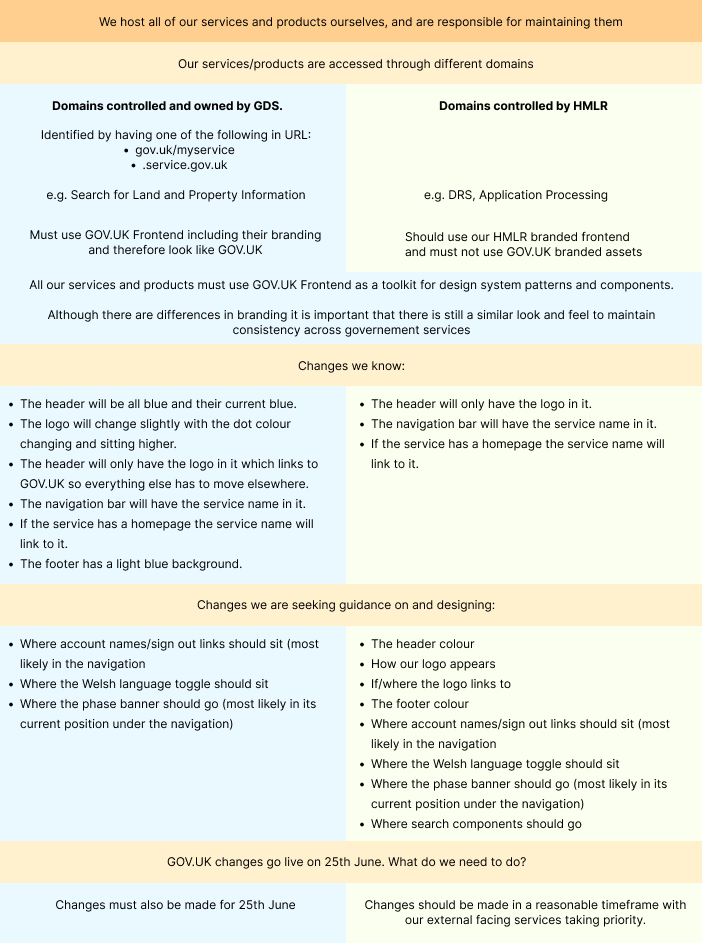 We host all of our services and products ourselves, and are responsible for maintaining them
Our services/products are accessed through different domains
Domains controlled and owned by GDS.
Identified by having one of the following in URL:
• gov.uk/myservice
• .service.gov.uk
e.g. Search for Land and Property Information
Must use GOV.UK Frontend including their branding
and therefore look like GOV.UK
Domains controlled by HMLR
e.g. DRS, Application Processing
Should use our HMLR branded frontend
and must not use GOV.UK branded assets
All our services and products must use GOV.UK Frontend as a toolkit for design system patterns and components.
Although there are differences in branding it is important that there is still a similar look and feel to maintain
consistency across governement services
Changes we know:
• The header will be all blue and their current blue.
• The logo will change slightly with the dot colour
changing and sitting higher.
• The header will only have the logo in it which links to
GOV.UK so everything else has to move elsewhere.
• The navigation bar will have the service name in it.
• If the service has a homepage the service name will
link to it.
• The footer has a light blue background.
• The header will only have the logo in it.
• The navigation bar will have the service name in it.
• If the service has a homepage the service name will
link to it.
Changes we are seeking guidance on and designing:
• Where account names/sign out links should sit (most
likely in the navigation
• Where the Welsh language toggle should sit
• Where the phase banner should go (most likely in its
current position under the navigation)
• The header colour
• How our logo appears
• If/where the logo links to
• The footer colour
• Where account names/sign out links should sit (most
likely in the navigation
• Where the Welsh language toggle should sit
• Where the phase banner should go (most likely in its
current position under the navigation)
• Where search components should go
GOV.UK changes go live on 25th June. What do we need to do?
Changes must also be made for 25th June
Changes should be made in a reasonable timeframe with
our external facing services taking priority.